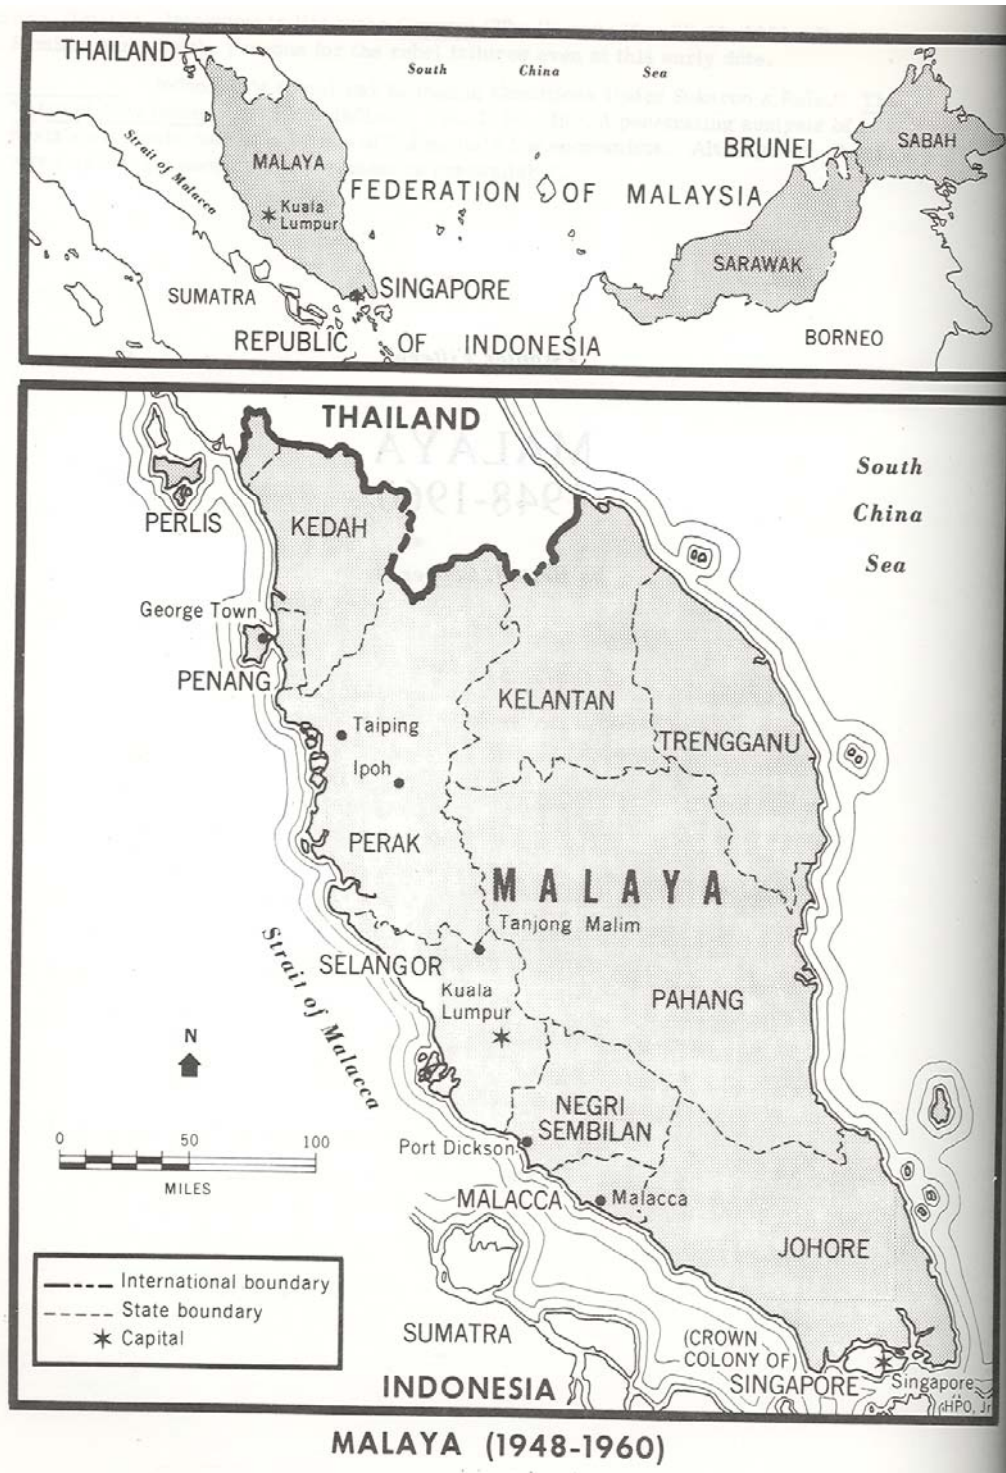 THAILAND
South China Sea
Strait of Malacca
MALAYA
Kuala
Lumpur
BRUNEI
SABAH
FEDERATION OF MALAYSIA
SARAWAK
SUMATRA
SINGAPORE
REPUBLIC OF INDONESIA
BORNEO
THAILAND
South
China
Sea
PERLIS
KEDAH
George Town
PENANG
KELANTAN
Taiping
TRENGGANU
Ipoh
PERAK
MALAYA
Tanjong Malim
Strait of Malacca
SELANGOR
Kuala
Lumpur
PAHANG
N
NEGRI
SEMBILAN
0 50 100
MILES
Port Dickson
MALACCA
Malacca
JOHORE
International boundary
State boundary
Capital
SUMATRA
(CROWN
COLONY OF)
SINGAPORE
Singapore
INDONESIA
HPO, Jr
MALAYA (1948-1960)